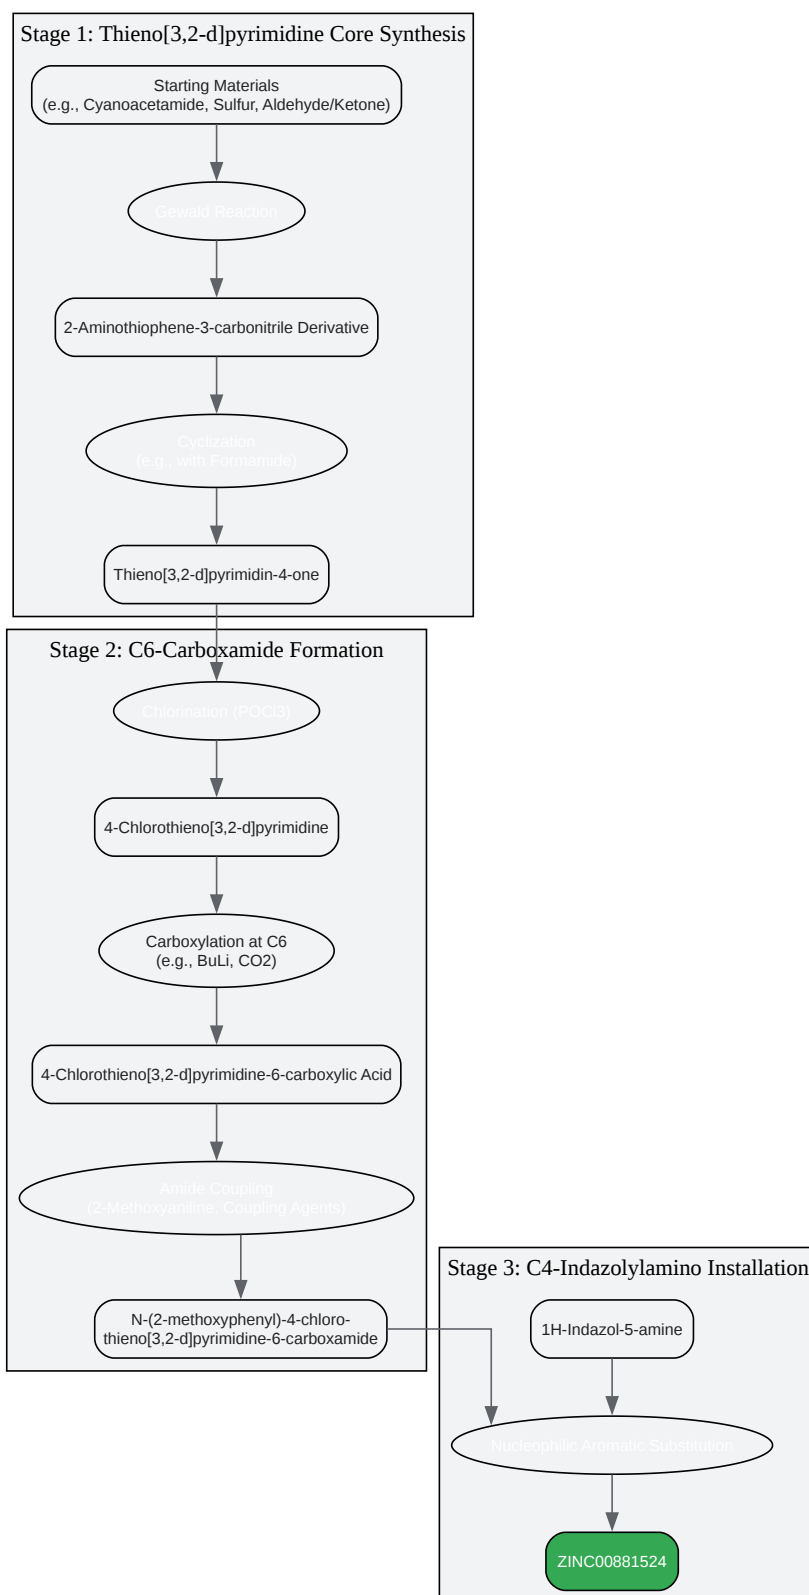 Stage 1: Thieno[3,2-d]pyrimidine Core Synthesis
Starting Materials
(e.g., Cyanoacetamide, Sulfur, Aldehyde/Ketone)
Gewald Reaction
2-Aminothiophene-3-carbonitrile Derivative
Cyclization
(e.g., with Formamide)
Thieno[3,2-d]pyrimidin-4-one
Stage 2: C6-Carboxamide Formation
Chlorination (POCl3)
4-Chlorothieno[3,2-d]pyrimidine
Carboxylation at C6
(e.g., BuLi, CO2)
4-Chlorothieno[3,2-d]pyrimidine-6-carboxylic Acid
Amide Coupling
(2-Methoxyaniline, Coupling Agents)
N-(2-methoxyphenyl)-4-chloro-
thieno[3,2-d]pyrimidine-6-carboxamide
Stage 3: C4-Indazolylamino Installation
1H-Indazol-5-amine
Nucleophilic Aromatic Substitution
ZINC00881524